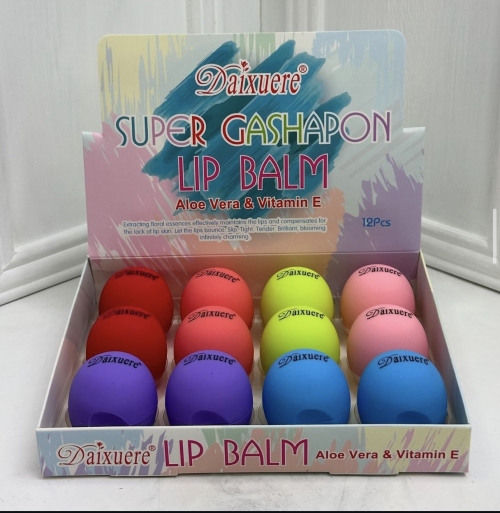 Daixuere®
SUPER GASHAPON
LIP BALM
Aloe Vera & Vitamin E
Extracting floral essences effectively maintains the lips and compensates for
the lack of lip skin. Let the lips bounce, Slip. Tight. Tender. Brilliant, blooming
infinitely charming.
12Pcs
Daixuere®
Daixuere®
Daixuere®
Daixuere®
Daixuere®
Daixuere®
Daixuere®
Daixuere®
Daixuere®
Daixuere®
Daixuere®
Daixuere®
Daixuere® LIP BALM Aloe Vera & Vitamin E